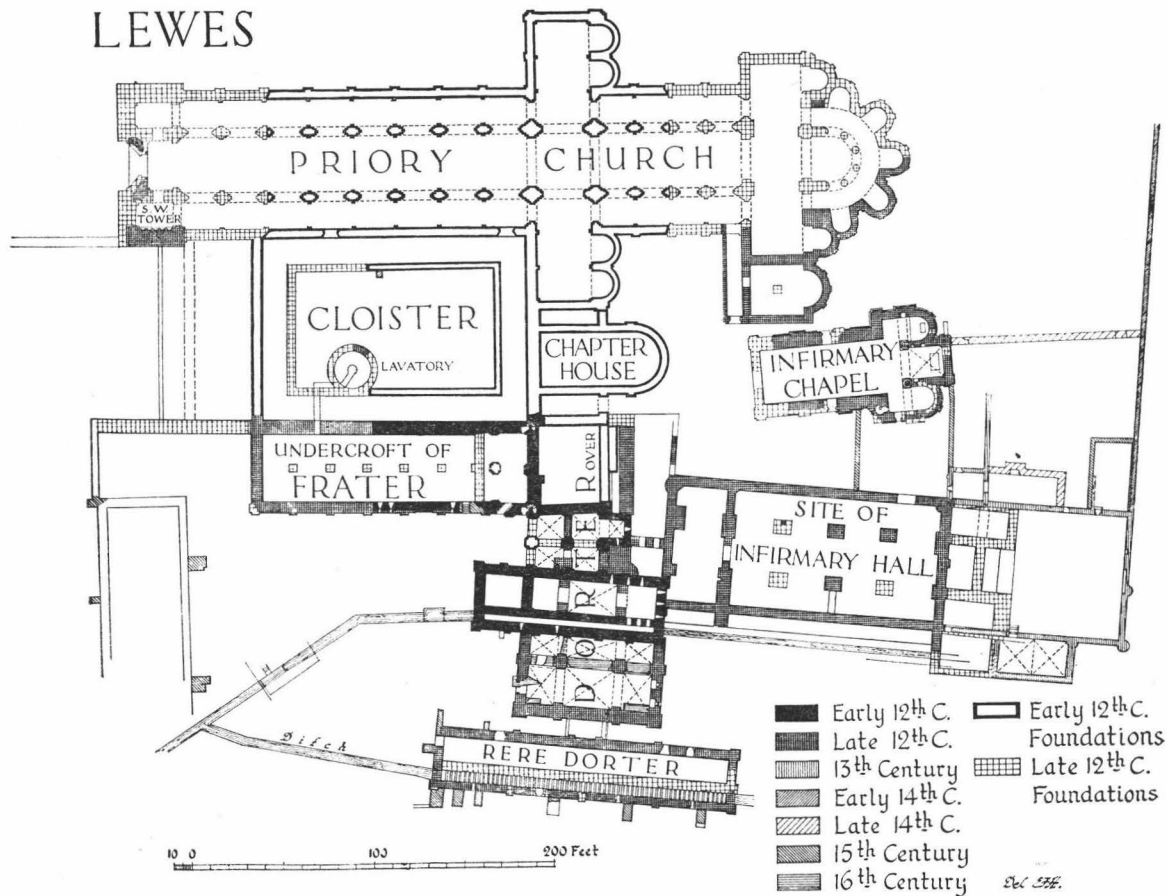 LEWES
PRIORY CHURCH
S.W.
TOWER
CLOISTER
LAVATORY
CHAPTER
HOUSE
INFIRMARY
CHAPEL
UNDERCROFT OF
FRATER
DORTER OVER
SITE OF
INFIRMARY HALL
Ditch
RERE DORTER
Early 12th C.
Late 12th C.
13th Century
Early 14th C.
Late 14th C.
15th Century
16th Century
Early 12th C.
Foundations
Late 12th C.
Foundations
10 0 100 200 Feet